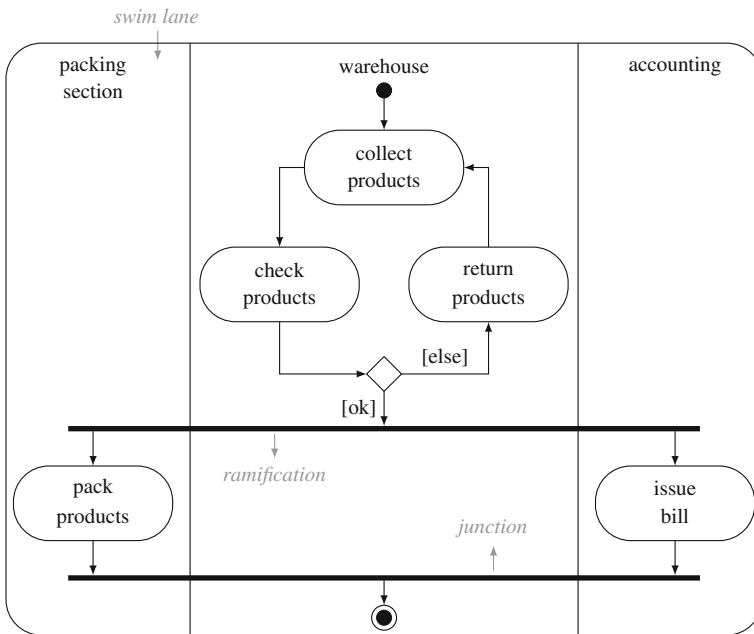 swim lane
packing
section
warehouse
accounting
collect
products
check
products
return
products
[else]
[ok]
ramification
pack
products
issue
bill
junction